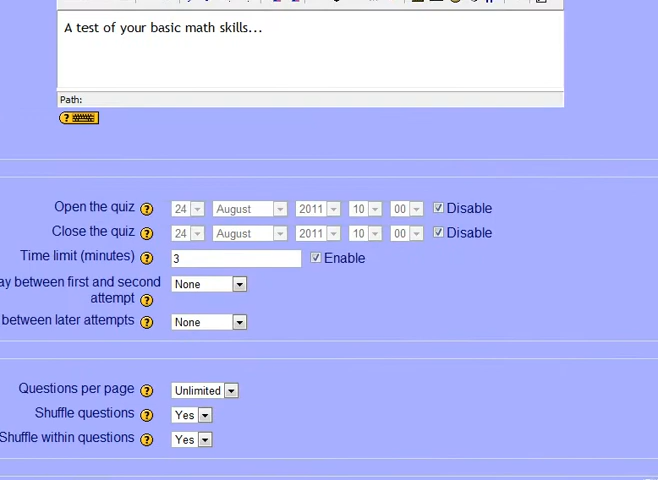 A test of your basic math skills...
Path:
?
Open the quiz ? 24 August 2011 10 00 Disable
Close the quiz ? 24 August 2011 10 00 Disable
Time limit (minutes) ? 3 Enable
between first and second
attempt ? None
between later attempts ? None
Questions per page ? Unlimited
Shuffle questions ? Yes
Shuffle within questions ? Yes